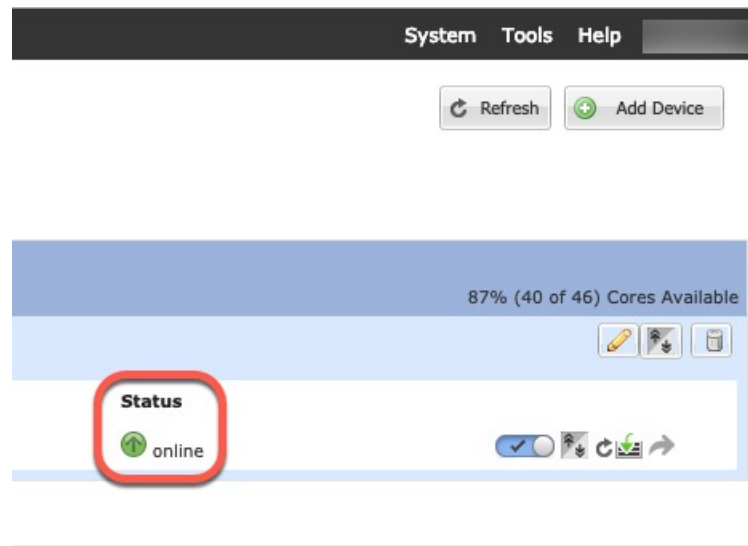 System Tools Help
Refresh Add Device
87% (40 of 46) Cores Available
Status
online